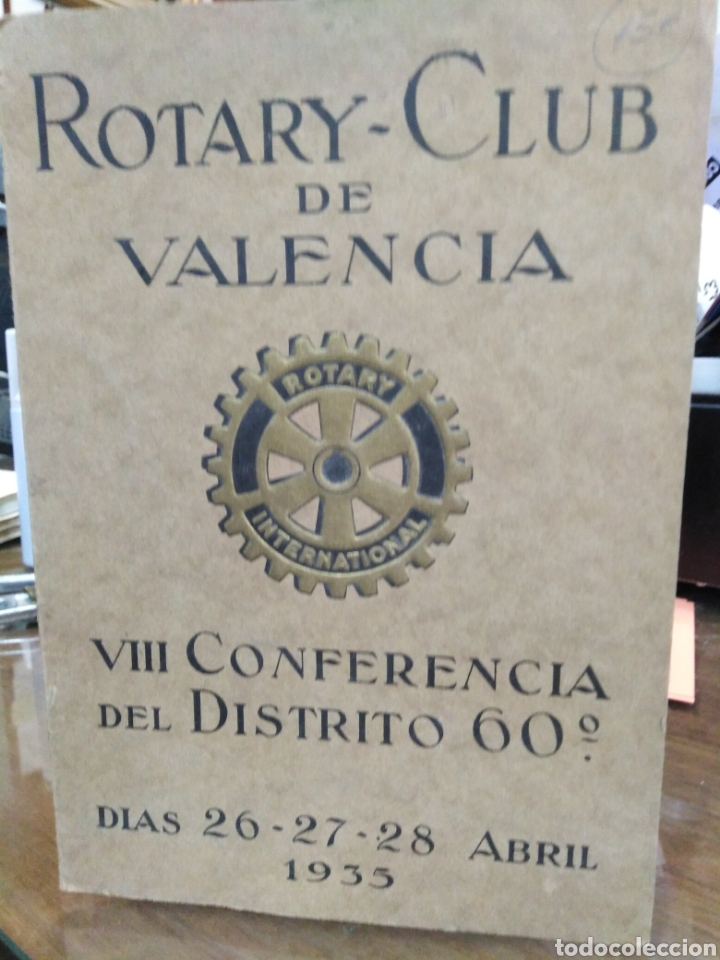 ROTARY-CLUB
DE
VALENCIA
ROTARY
INTERNATIONAL
VIII CONFERENCIA
DEL DISTRITO 60º
DIAS 26-27-28 ABRIL
1935
todocoleccion